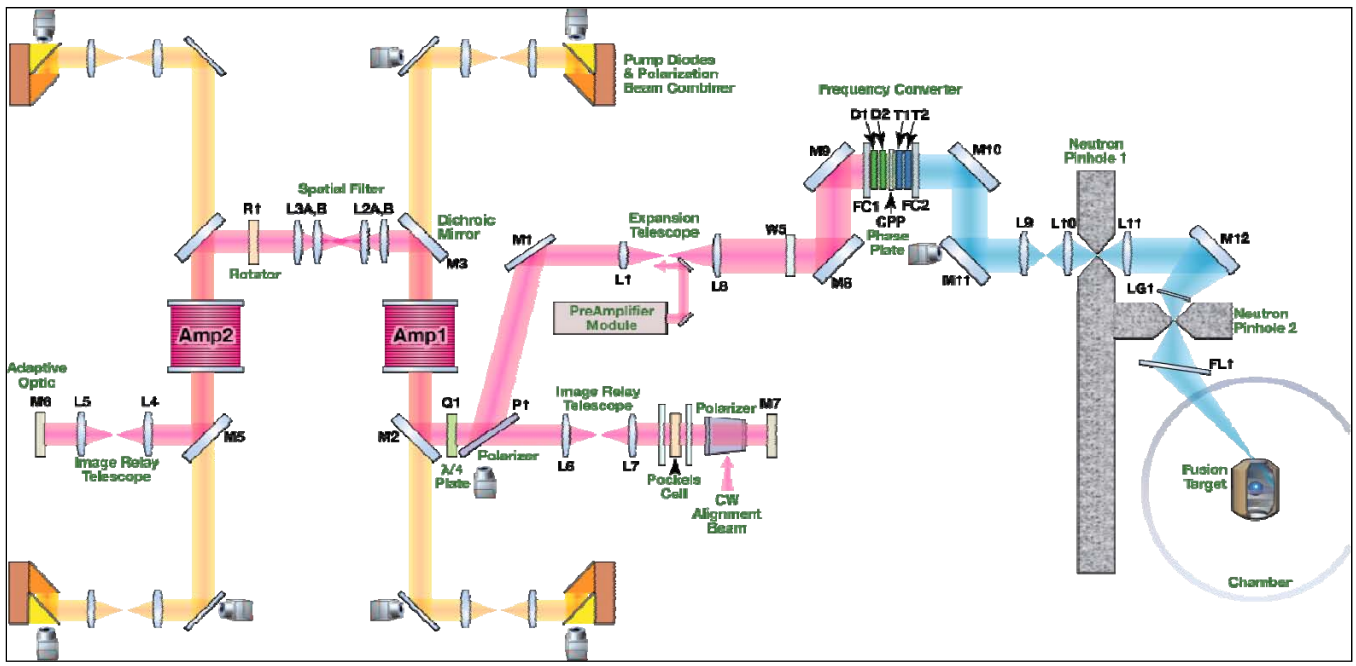 Pump Diodes
& Polarization
Beam Combiner
Frequency Converter
D1 D2 T1 T2
M9
M10
FC1
FC2
CPP
Phase
Plate
Neutron
Pinhole 1
Spatial Filter
R1
L3A,B
L2A,B
Rotator
Dichroic
Mirror
M3
M1
Expansion
Telescope
L1
L8
W5
M8
M11
L9
L10
L11
M12
LG1
PreAmplifier
Module
Neutron
Pinhole 2
FL1
Amp2
Amp1
Adaptive
Optic
M6
L5
L4
M5
Image Relay
Telescope
M2
Q1
λ/4
Plate
P1
Polarizer
Image Relay
Telescope
L6
L7
Pockels
Cell
Polarizer
M7
CW
Alignment
Beam
Fusion
Target
Chamber